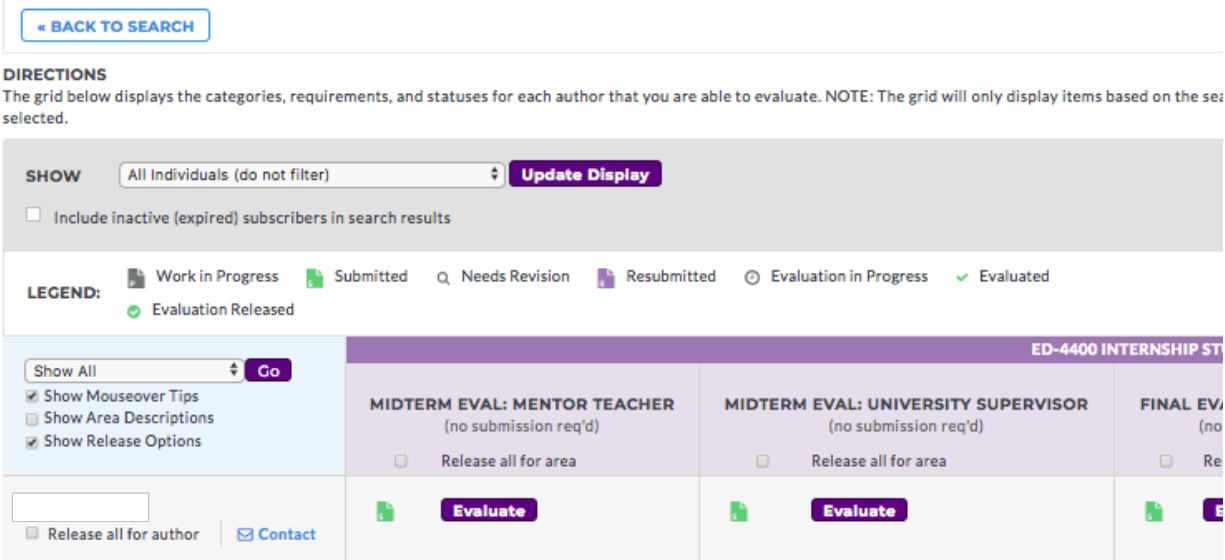 « BACK TO SEARCH
DIRECTIONS
The grid below displays the categories, requirements, and statuses for each author that you are able to evaluate. NOTE: The grid will only display items based on the
selected.
SHOW All Individuals (do not filter) Update Display
Include inactive (expired) subscribers in search results
LEGEND: Work in Progress Submitted Needs Revision Resubmitted Evaluation in Progress Evaluated
Evaluation Released
ED-4400 INTERNSHIP
Show All Go
Show Mouseover Tips
Show Area Descriptions
Show Release Options
MIDTERM EVAL: MENTOR TEACHER
(no submission req'd)
Release all for area
MIDTERM EVAL: UNIVERSITY SUPERVISOR
(no submission req'd)
Release all for area
FINAL
(no
Evaluate
Evaluate
Release all for author Contact